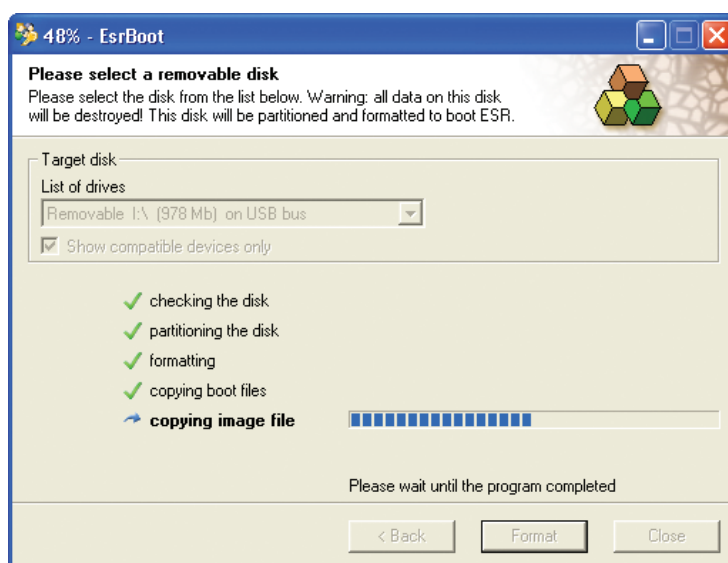 48% - EsrBoot
Please select a removable disk
Please select the disk from the list below. Warning: all data on this disk
will be destroyed! This disk will be partitioned and formatted to boot ESR.
Target disk
List of drives
Removable I:\ (978 Mb) on USB bus
Show compatible devices only
checking the disk
partitioning the disk
formatting
copying boot files
copying image file
Please wait until the program completed
< Back Format Close